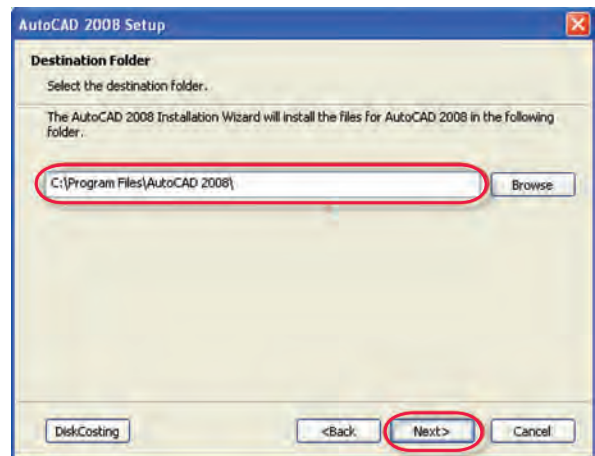 AutoCAD 2008 Setup
Destination Folder
Select the destination folder.
The AutoCAD 2008 Installation Wizard will install the files for AutoCAD 2008 in the following
folder.
C:\Program Files\AutoCAD 2008\
Browse
DiskCosting
<Back
Next>
Cancel